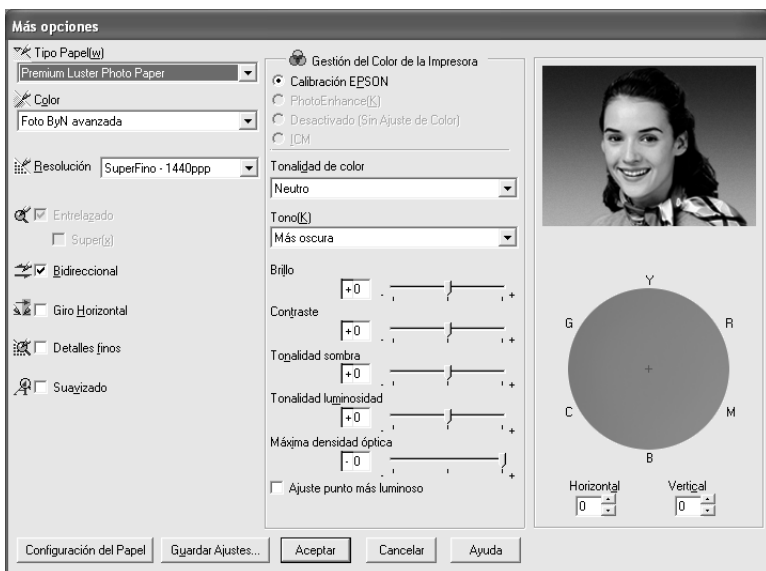 Más opciones
Tipo Papel(w)
Premium Luster Photo Paper
Color
Foto ByN avanzada
Resolución SuperFino - 1440ppp
Entrelazado
Super(x)
Bidireccional
Giro Horizontal
Detalles finos
Suavizado
Gestión del Color de la Impresora
Calibración EPSON
PhotoEnhance(K)
Desactivado (Sin Ajuste de Color)
ICM
Tonalidad de color
Neutro
Tono(K)
Más oscura
Brillo
+0 - +
Contraste
+0 - +
Tonalidad sombra
+0 - +
Tonalidad luminosidad
+0 - +
Máxima densidad óptica
- 0 - +
Ajuste punto más luminoso
Y
G R
C M
B
Horizontal Vertical
0 0
Configuración del Papel Guardar Ajustes... Aceptar Cancelar Ayuda